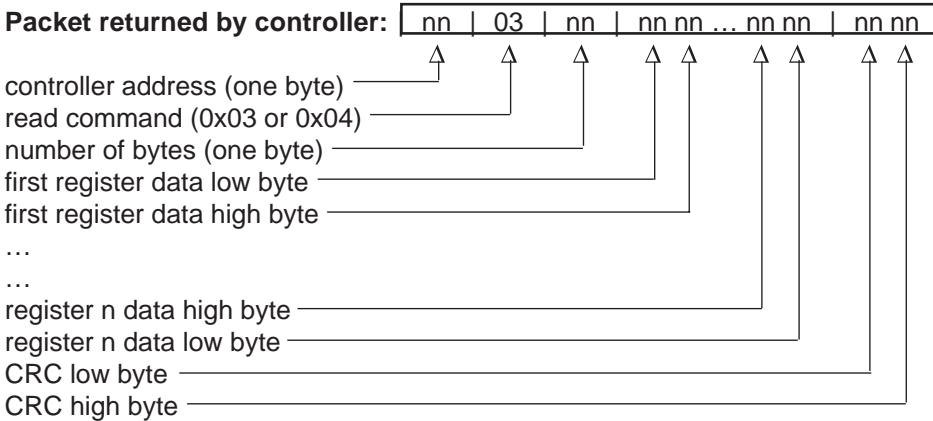 Packet returned by controller: nn | 03 | nn | nn nn … nn nn | nn nn
controller address (one byte)
read command (0x03 or 0x04)
number of bytes (one byte)
first register data low byte
first register data high byte
…
…
register n data high byte
register n data low byte
CRC low byte
CRC high byte